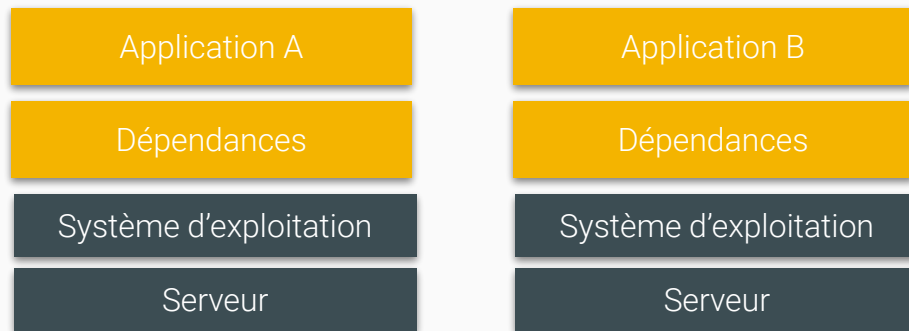 Application A
Application B
Dépendances
Dépendances
Système d’exploitation
Système d’exploitation
Serveur
Serveur